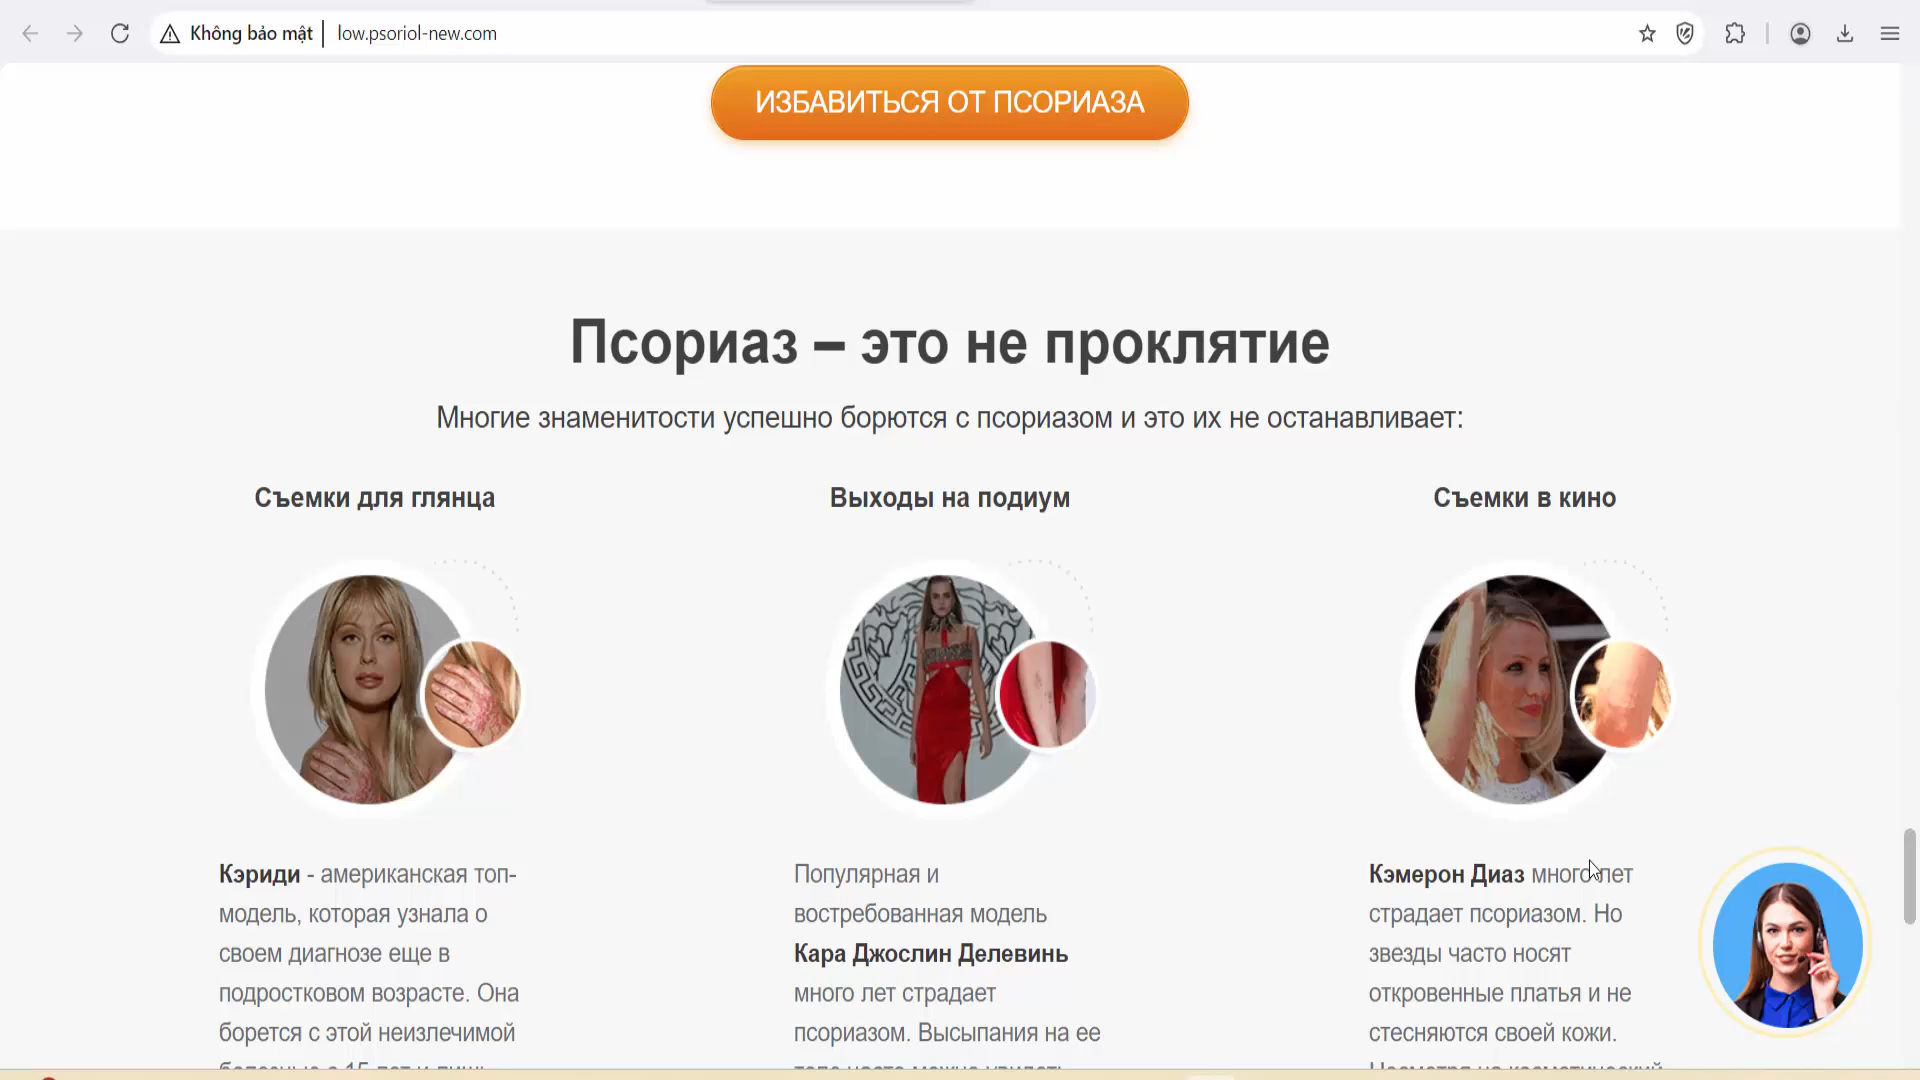 Không bảo mật
low.psoriol-new.com
ИЗБАВИТЬСЯ ОТ ПСОРИАЗА
Псориаз – это не проклятие
Многие знаменитости успешно борются с псориазом и это их не останавливает:
Съемки для глянца
Кэриди - американская топ-
модель, которая узнала о
своем диагнозе еще в
подростковом возрасте. Она
борется с этой неизлечимой
Выходы на подиум
Популярная и
востребованная модель
Кара Джослин Делевинь
много лет страдает
псориазом. Высыпания на ее
Съемки в кино
Кэмерон Диаз много лет
страдает псориазом. Но
звезды часто носят
откровенные платья и не
стесняются своей кожи.